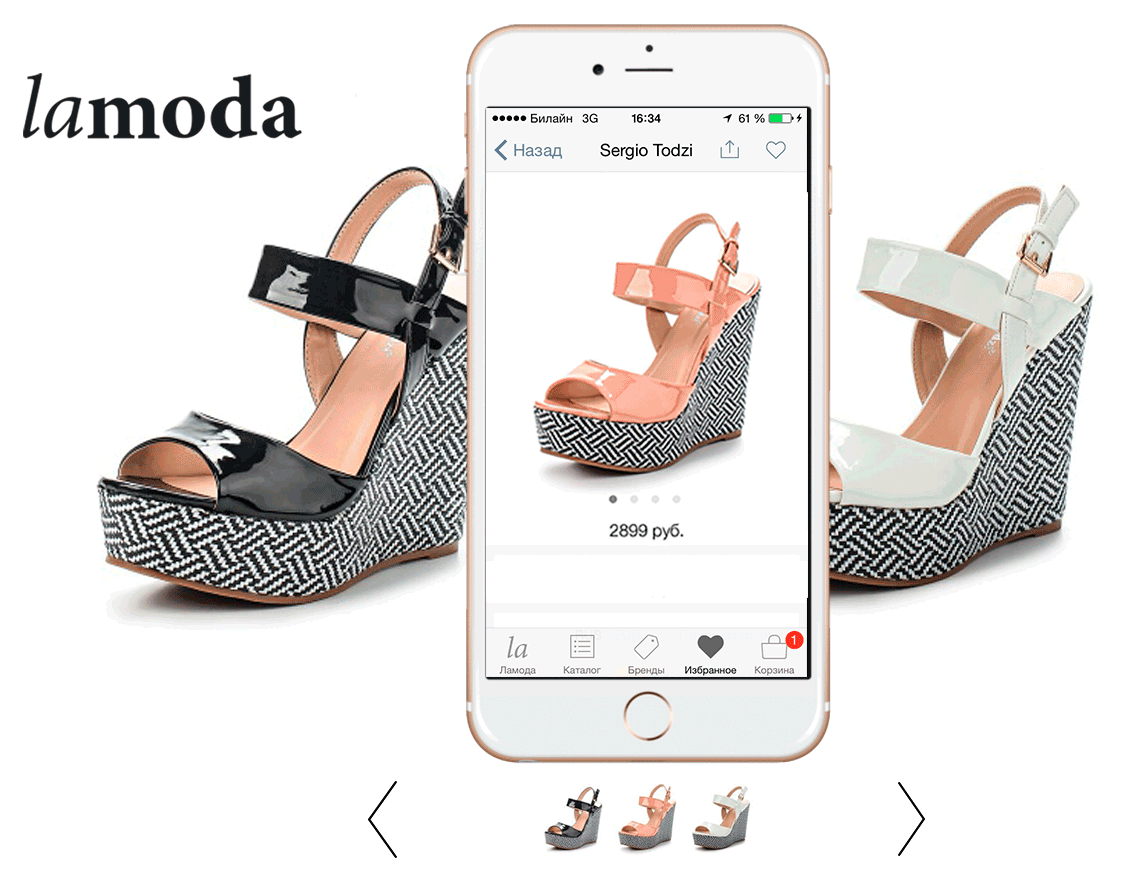 lamoda
Билайн 3G 16:34 61 %
Назад Sergio Todzi
2899 руб.
la
1
Ламода Каталог Бренды Избранное Корзина